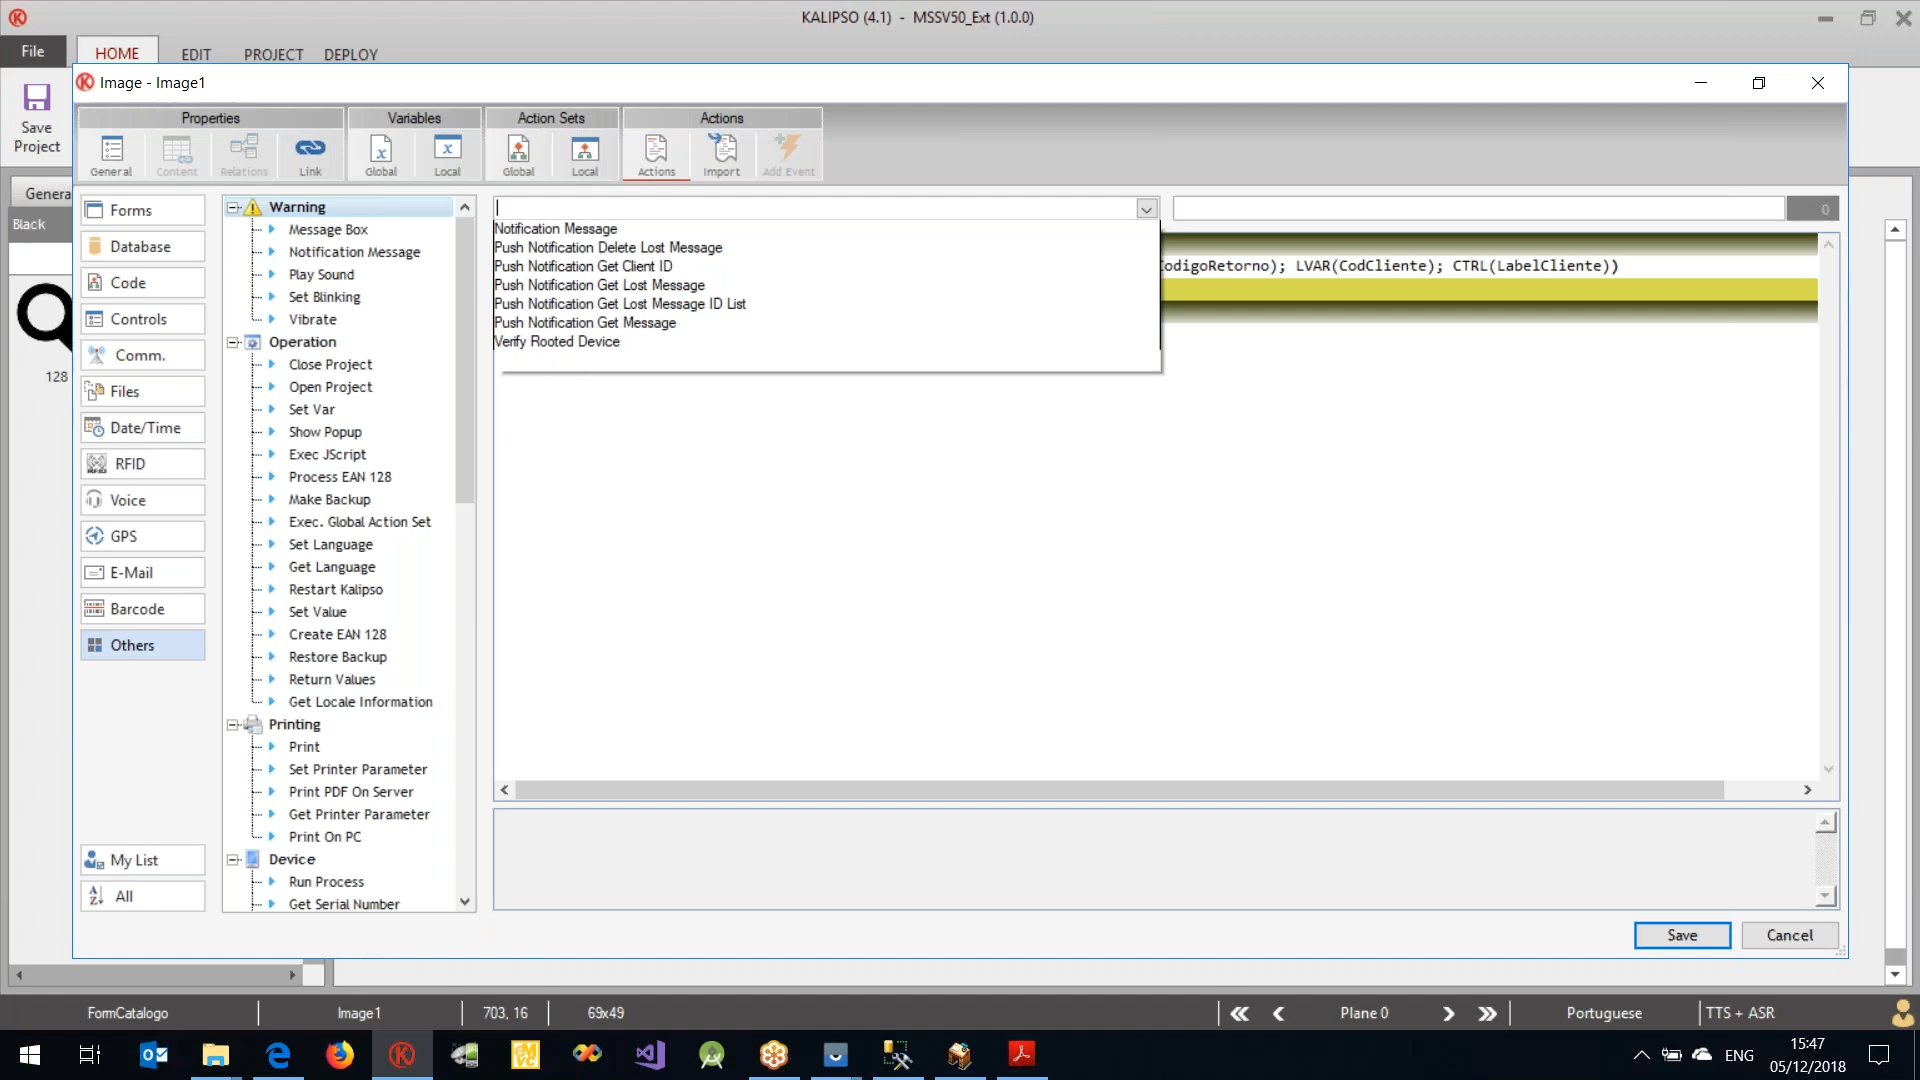 KALIPSO (4.1) - MSSV50_Ext (1.0.0)
File
HOME
EDIT
PROJECT
DEPLOY
Save
Project
Image - Image1
Properties
Variables
Action Sets
Actions
General
Content
Relations
Link
Global
Local
Global
Local
Actions
Import
Add Event
Genera
Black
128
Forms
Database
Code
Controls
Comm.
Files
Date/Time
RFID
Voice
GPS
E-Mail
Barcode
Others
My List
All
Warning
Message Box
Notification Message
Play Sound
Set Blinking
Vibrate
Operation
Close Project
Open Project
Set Var
Show Popup
Exec JScript
Process EAN 128
Make Backup
Exec. Global Action Set
Set Language
Get Language
Restart Kalipso
Set Value
Create EAN 128
Restore Backup
Return Values
Get Locale Information
Printing
Print
Set Printer Parameter
Print PDF On Server
Get Printer Parameter
Print On PC
Device
Run Process
Get Serial Number
0
Notification Message
Push Notification Delete Lost Message
Push Notification Get Client ID
Push Notification Get Lost Message
Push Notification Get Lost Message ID List
Push Notification Get Message
Verify Rooted Device
CodigoRetorno); LVAR(CodCliente); CTRL(LabelCliente))
Save
Cancel
FormCatalogo
Image1
703, 16
69x49
Plane 0
Portuguese
TTS + ASR
ENG
15:47
05/12/2018